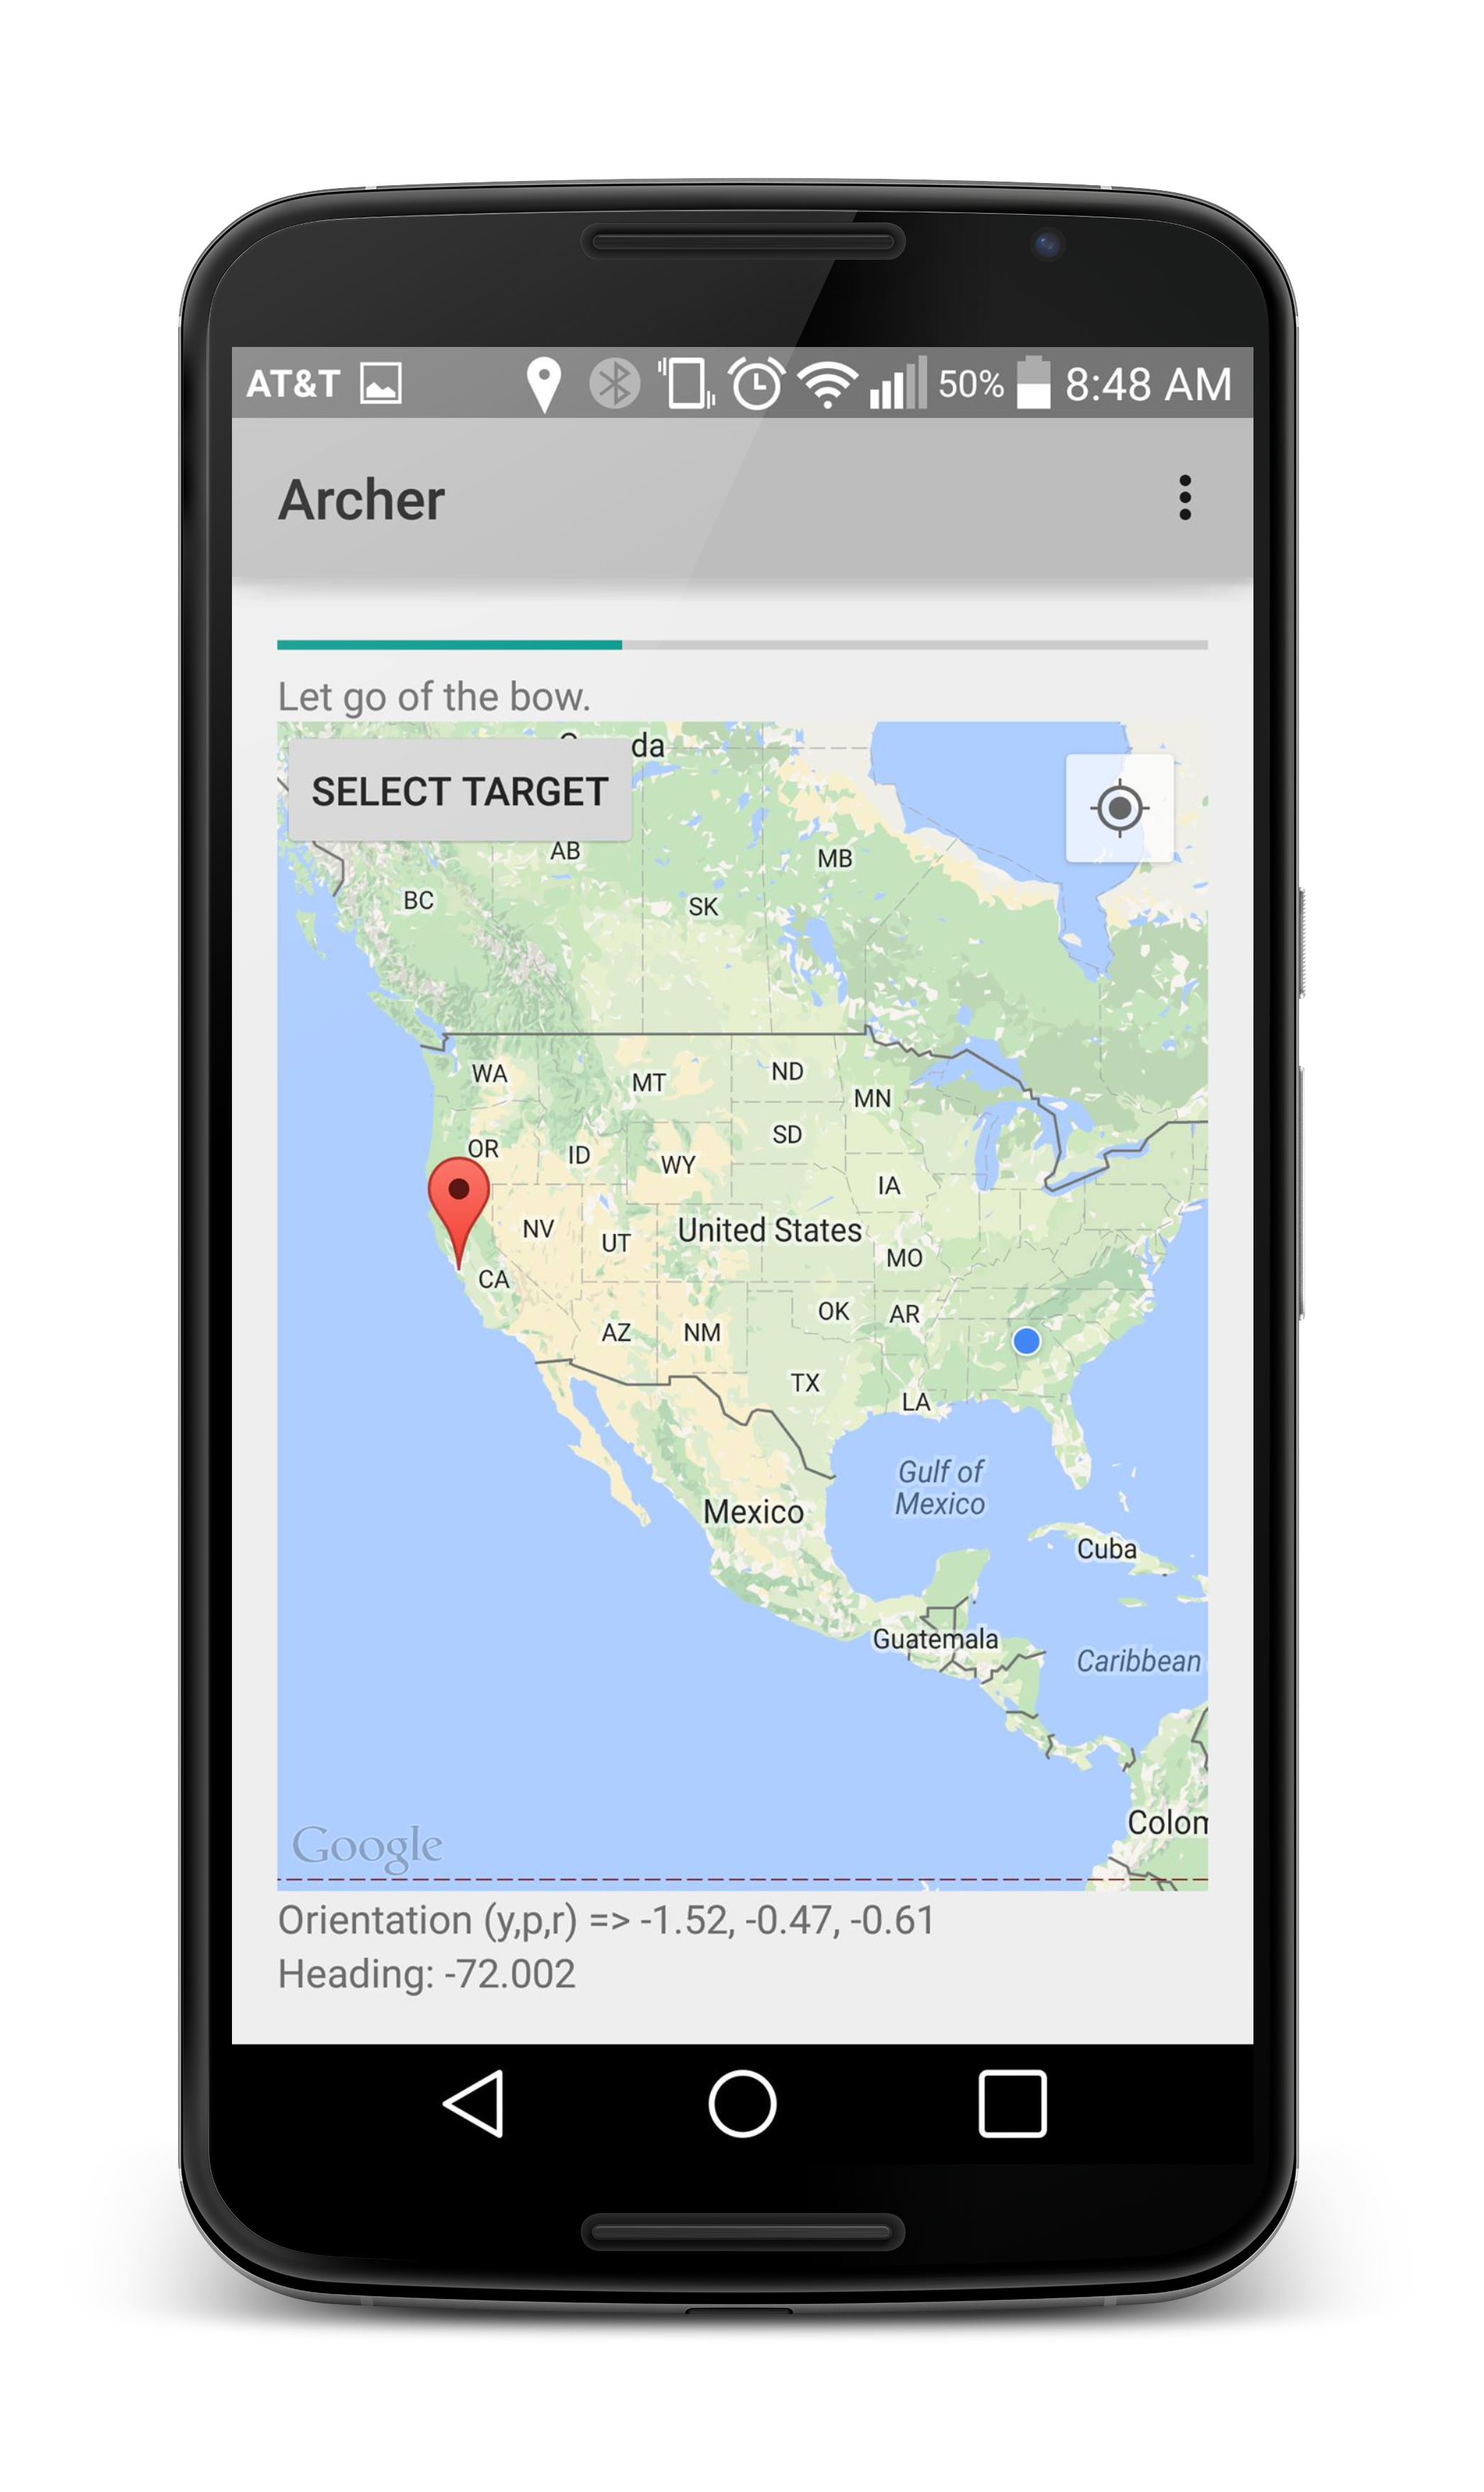 AT&T 50% 8:48 AM
Archer
Let go of the bow.
da
SELECT TARGET
AB
MB
BC
SK
WA
MT
ND
MN
SD
OR
ID
WY
IA
NV
United States
UT
MO
CA
OK
AR
AZ
NM
TX
LA
Gulf of
Mexico
Mexico
Cuba
Guatemala
Caribbean
Colom
Google
Orientation (y,p,r) => -1.52, -0.47, -0.61
Heading: -72.002